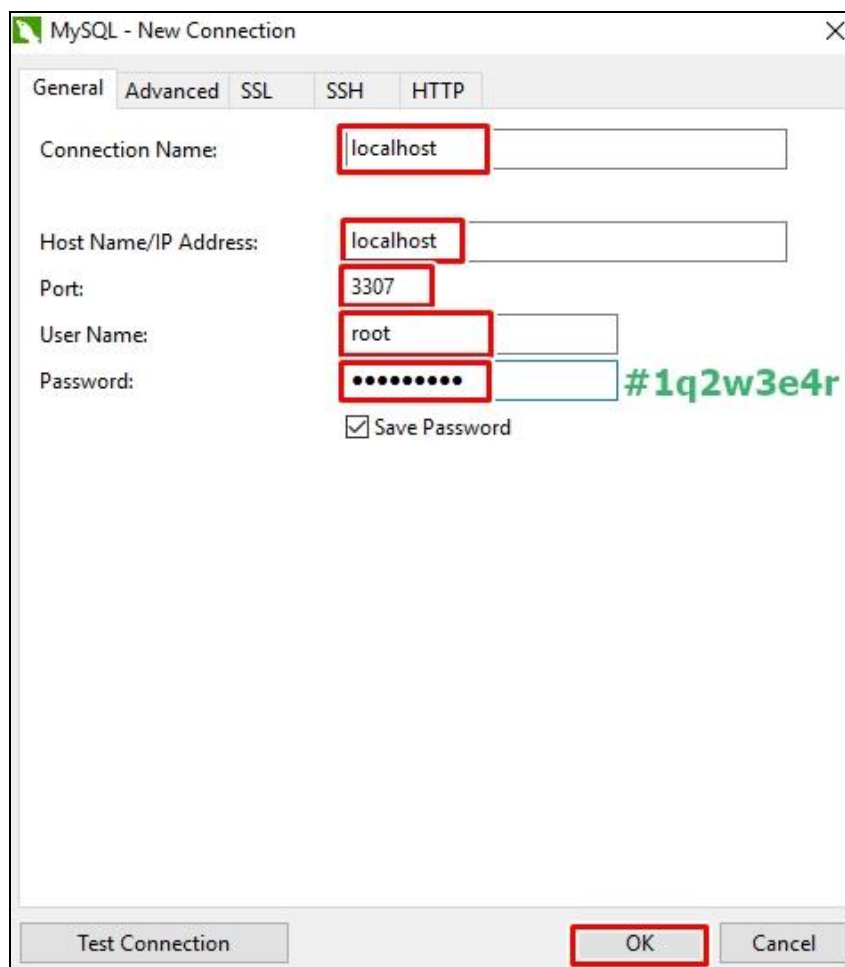 MySQL - New Connection
General Advanced SSL SSH HTTP
Connection Name: localhost
Host Name/IP Address: localhost
Port: 3307
User Name: root
Password: ●●●●●●●●● #1q2w3e4r
Save Password
Test Connection OK Cancel